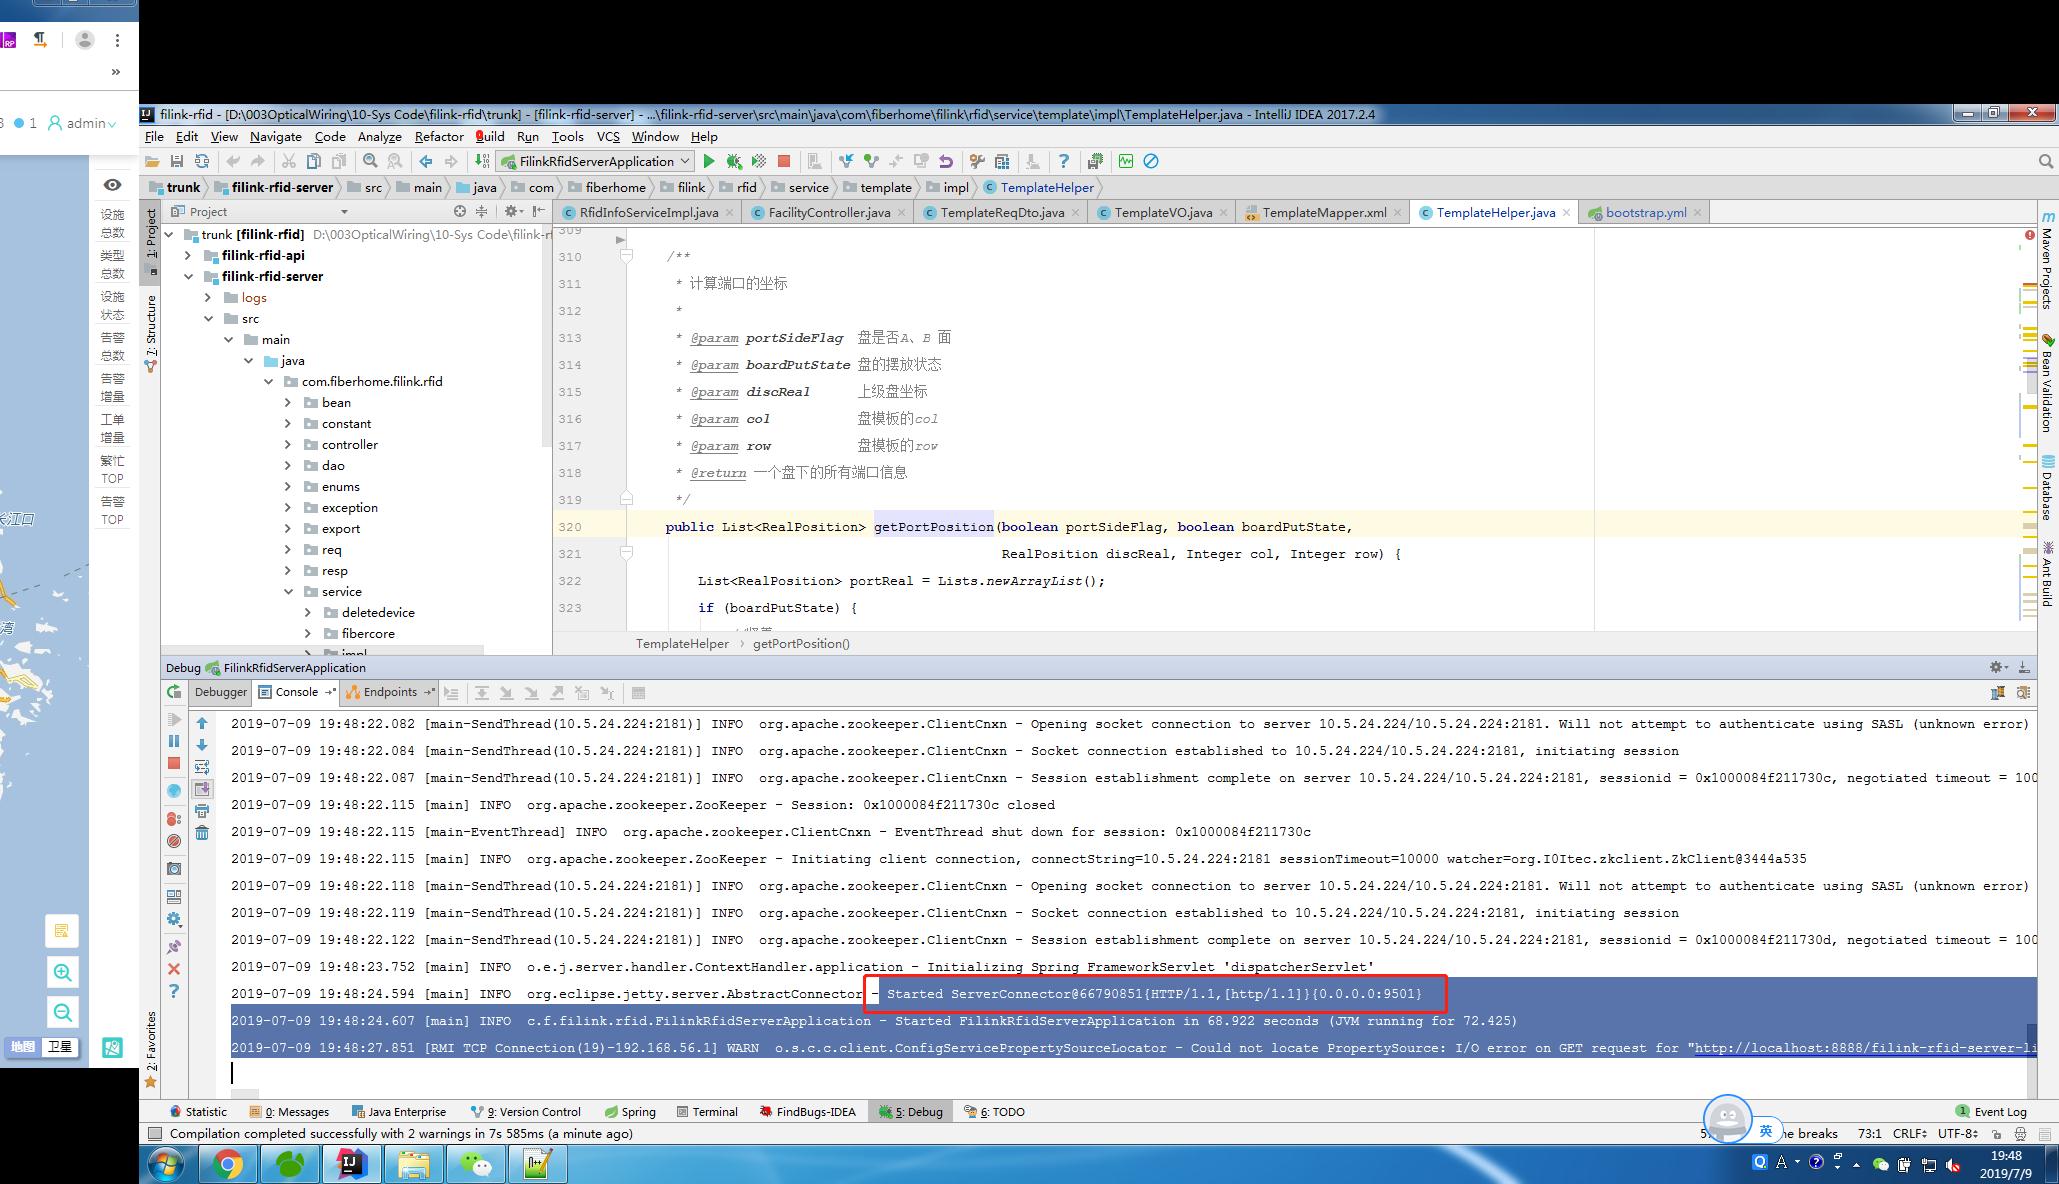 RP
»
3 1 admin
设施
总数
类型
总数
设施
状态
告警
总数
告警
增量
工单
增量
繁忙
TOP
告警
TOP
长江口
湾
地图 卫星
filink-rfid - [D:\003OpticalWiring\10-Sys Code\filink-rfid\trunk] - [filink-rfid-server] - ...\filink-rfid-server\src\main\java\com\fiberhome\filink\rfid\service\template\impl\TemplateHelper.java - IntelliJ IDEA 2017.2.4
File Edit View Navigate Code Analyze Refactor Build Run Tools VCS Window Help
FilinkRfidServerApplication
trunk filink-rfid-server src main java com fiberhome filink rfid service template impl TemplateHelper
Project
RfidInfoServiceImpl.java FacilityController.java TemplateReqDto.java TemplateVO.java TemplateMapper.xml TemplateHelper.java bootstrap.yml
1: Project
7: Structure
2: Favorites
trunk [filink-rfid] D:\003OpticalWiring\10-Sys Code\filink-rf
filink-rfid-api
filink-rfid-server
logs
src
main
java
com.fiberhome.filink.rfid
bean
constant
controller
dao
enums
exception
export
req
resp
service
deletedevice
fibercore
impl
309
310 /**
311 * 计算端口的坐标
312 *
313 * @param portSideFlag 盘是否A、B 面
314 * @param boardPutState 盘的摆放状态
315 * @param discReal 上级盘坐标
316 * @param col 盘模板的col
317 * @param row 盘模板的row
318 * @return 一个盘下的所有端口信息
319 */
320 public List<RealPosition> getPortPosition(boolean portSideFlag, boolean boardPutState,
321 RealPosition discReal, Integer col, Integer row) {
322 List<RealPosition> portReal = Lists.newArrayList();
323 if (boardPutState) {
TemplateHelper › getPortPosition()
Maven Projects
Bean Validation
Database
Ant Build
Debug FilinkRfidServerApplication
Debugger Console Endpoints
2019-07-09 19:48:22.082 [main-SendThread(10.5.24.224:2181)] INFO  org.apache.zookeeper.ClientCnxn - Opening socket connection to server 10.5.24.224/10.5.24.224:2181. Will not attempt to authenticate using SASL (unknown error)
2019-07-09 19:48:22.084 [main-SendThread(10.5.24.224:2181)] INFO  org.apache.zookeeper.ClientCnxn - Socket connection established to 10.5.24.224/10.5.24.224:2181, initiating session
2019-07-09 19:48:22.087 [main-SendThread(10.5.24.224:2181)] INFO  org.apache.zookeeper.ClientCnxn - Session establishment complete on server 10.5.24.224/10.5.24.224:2181, sessionid = 0x1000084f211730c, negotiated timeout = 100
2019-07-09 19:48:22.115 [main] INFO  org.apache.zookeeper.ZooKeeper - Session: 0x1000084f211730c closed
2019-07-09 19:48:22.115 [main-EventThread] INFO  org.apache.zookeeper.ClientCnxn - EventThread shut down for session: 0x1000084f211730c
2019-07-09 19:48:22.115 [main] INFO  org.apache.zookeeper.ZooKeeper - Initiating client connection, connectString=10.5.24.224:2181 sessionTimeout=10000 watcher=org.I0Itec.zkclient.ZkClient@3444a535
2019-07-09 19:48:22.118 [main-SendThread(10.5.24.224:2181)] INFO  org.apache.zookeeper.ClientCnxn - Opening socket connection to server 10.5.24.224/10.5.24.224:2181. Will not attempt to authenticate using SASL (unknown error)
2019-07-09 19:48:22.119 [main-SendThread(10.5.24.224:2181)] INFO  org.apache.zookeeper.ClientCnxn - Socket connection established to 10.5.24.224/10.5.24.224:2181, initiating session
2019-07-09 19:48:22.122 [main-SendThread(10.5.24.224:2181)] INFO  org.apache.zookeeper.ClientCnxn - Session establishment complete on server 10.5.24.224/10.5.24.224:2181, sessionid = 0x1000084f211730d, negotiated timeout = 100
2019-07-09 19:48:23.752 [main] INFO  o.e.j.server.handler.ContextHandler.application - Initializing Spring FrameworkServlet 'dispatcherServlet'
2019-07-09 19:48:24.594 [main] INFO  org.eclipse.jetty.server.AbstractConnector - Started ServerConnector@66790851{HTTP/1.1,[http/1.1]}{0.0.0.0:9501}
2019-07-09 19:48:24.607 [main] INFO  c.f.filink.rfid.FilinkRfidServerApplication - Started FilinkRfidServerApplication in 68.922 seconds (JVM running for 72.425)
2019-07-09 19:48:27.851 [RMI TCP Connection(19)-192.168.56.1] WARN  o.s.c.c.client.ConfigServicePropertySourceLocator - Could not locate PropertySource: I/O error on GET request for "http://localhost:8888/filink-rfid-server-li
Statistic 0: Messages Java Enterprise 9: Version Control Spring Terminal FindBugs-IDEA 5: Debug 6: TODO 1 Event Log
Compilation completed successfully with 2 warnings in 7s 585ms (a minute ago) 英 ne breaks 73:1 CRLF÷ UTF-8÷
19:48
2019/7/9